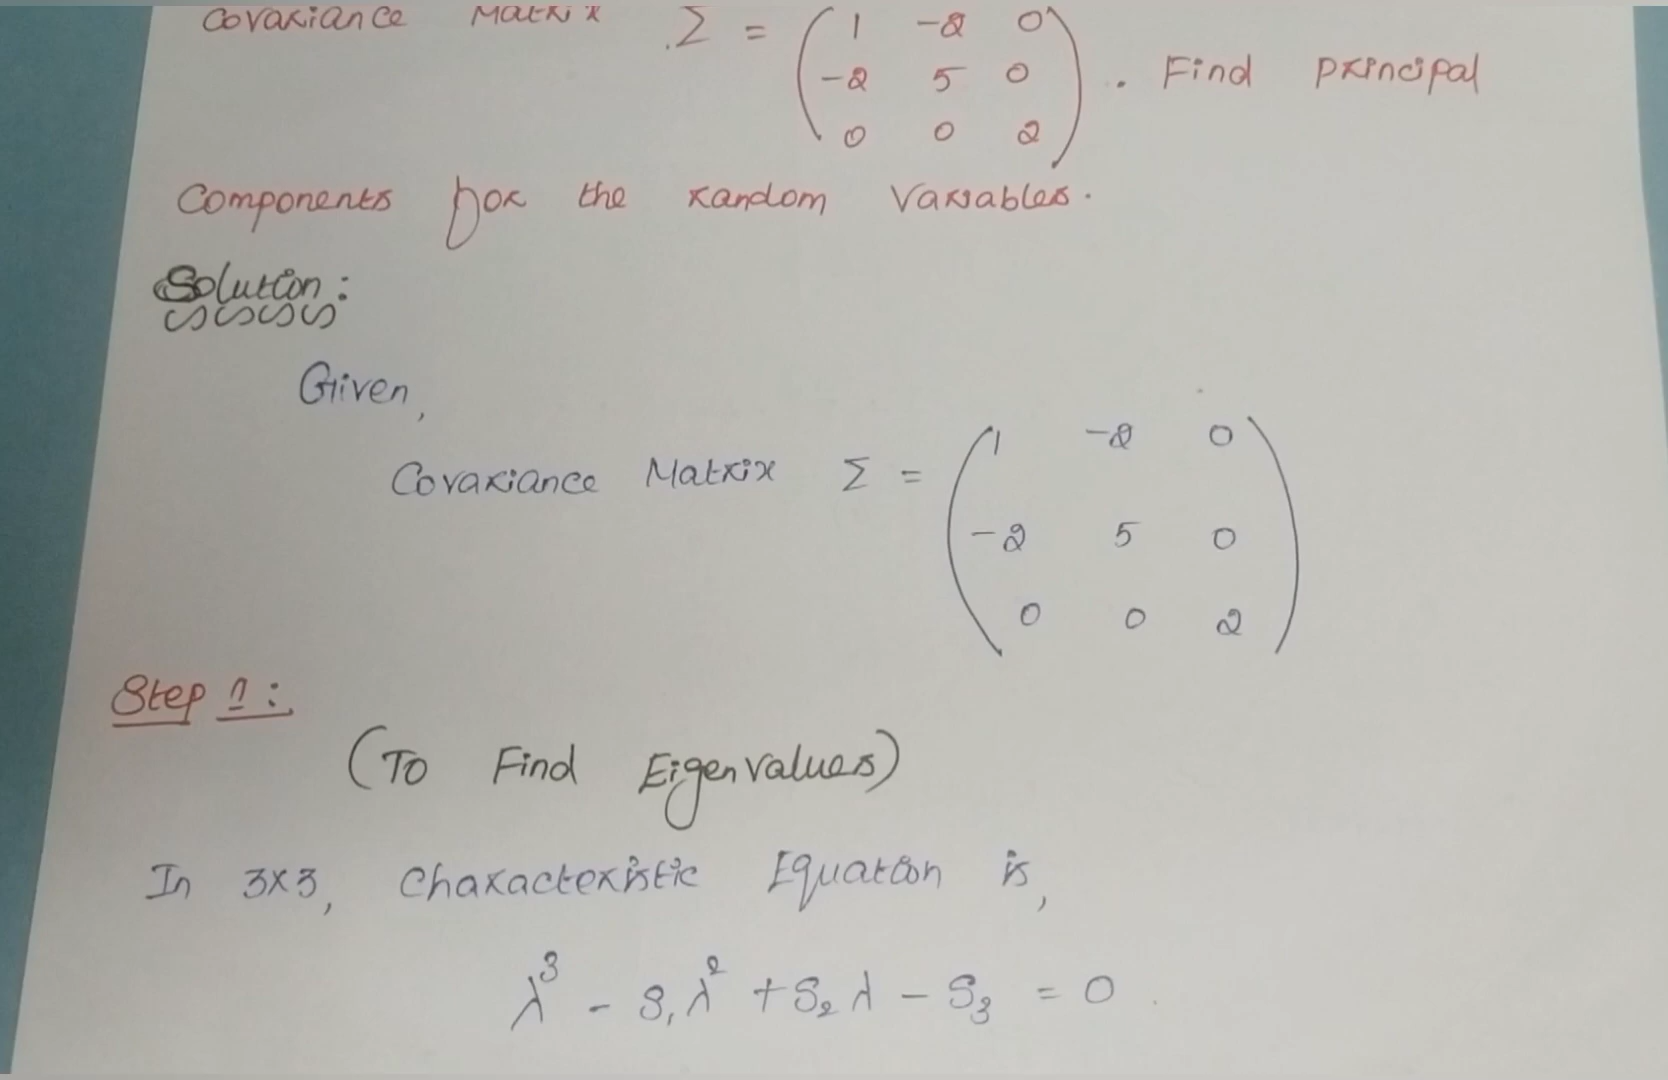 Covariance Matrix Σ = ( 1 -2 0
-2 5 0 . Find principal
0 0 2 )
Components for the random Variables.
Solution:
Given,
Covariance Matrix Σ = ( 1 -2 0
-2 5 0
0 0 2 )
Step 1:
(To Find Eigenvalues)
In 3x3, Characteristic Equation is,
λ³ - S₁λ² + S₂λ - S₃ = 0.